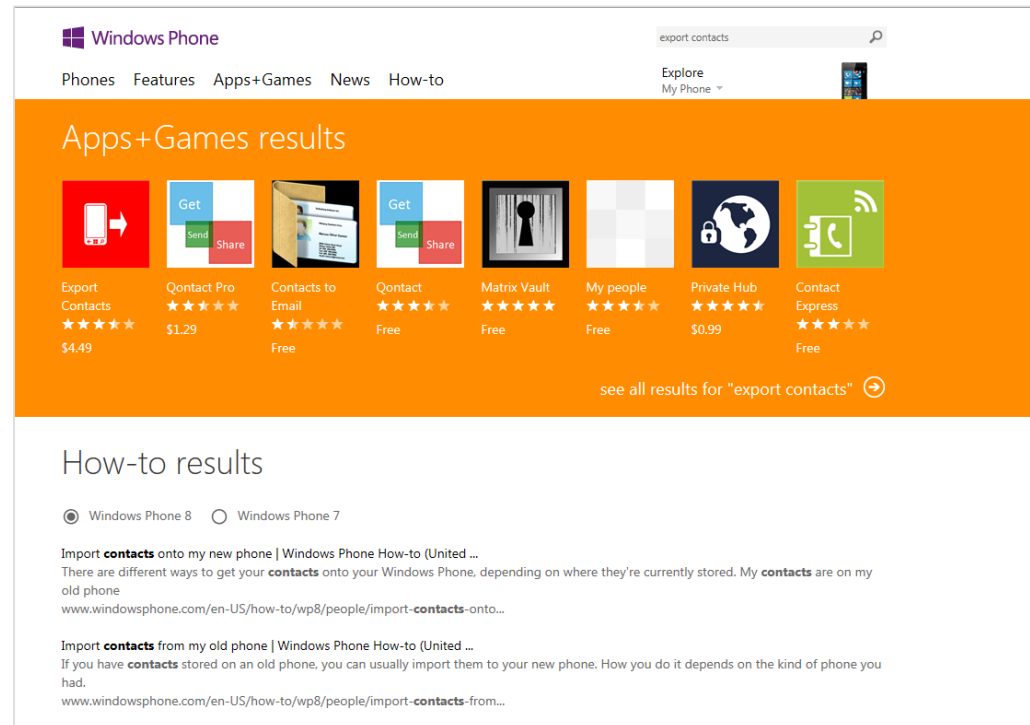 Windows Phone
export contacts
Phones Features Apps+Games News How-to
Explore
My Phone
Apps+Games results
Get
Send
Share
Get
Send
Share
Export
Contacts
$4.49
Qontact Pro
$1.29
Contacts to
Email
Free
Qontact
Free
Matrix Vault
Free
My people
Free
Private Hub
$0.99
Contact
Express
Free
see all results for "export contacts"
How-to results
Windows Phone 8 Windows Phone 7
Import contacts onto my new phone | Windows Phone How-to (United ...
There are different ways to get your contacts onto your Windows Phone, depending on where they're currently stored. My contacts are on my
old phone
www.windowsphone.com/en-US/how-to/wp8/people/import-contacts-onto...
Import contacts from my old phone | Windows Phone How-to (United ...
If you have contacts stored on an old phone, you can usually import them to your new phone. How you do it depends on the kind of phone you
had.
www.windowsphone.com/en-US/how-to/wp8/people/import-contacts-from...